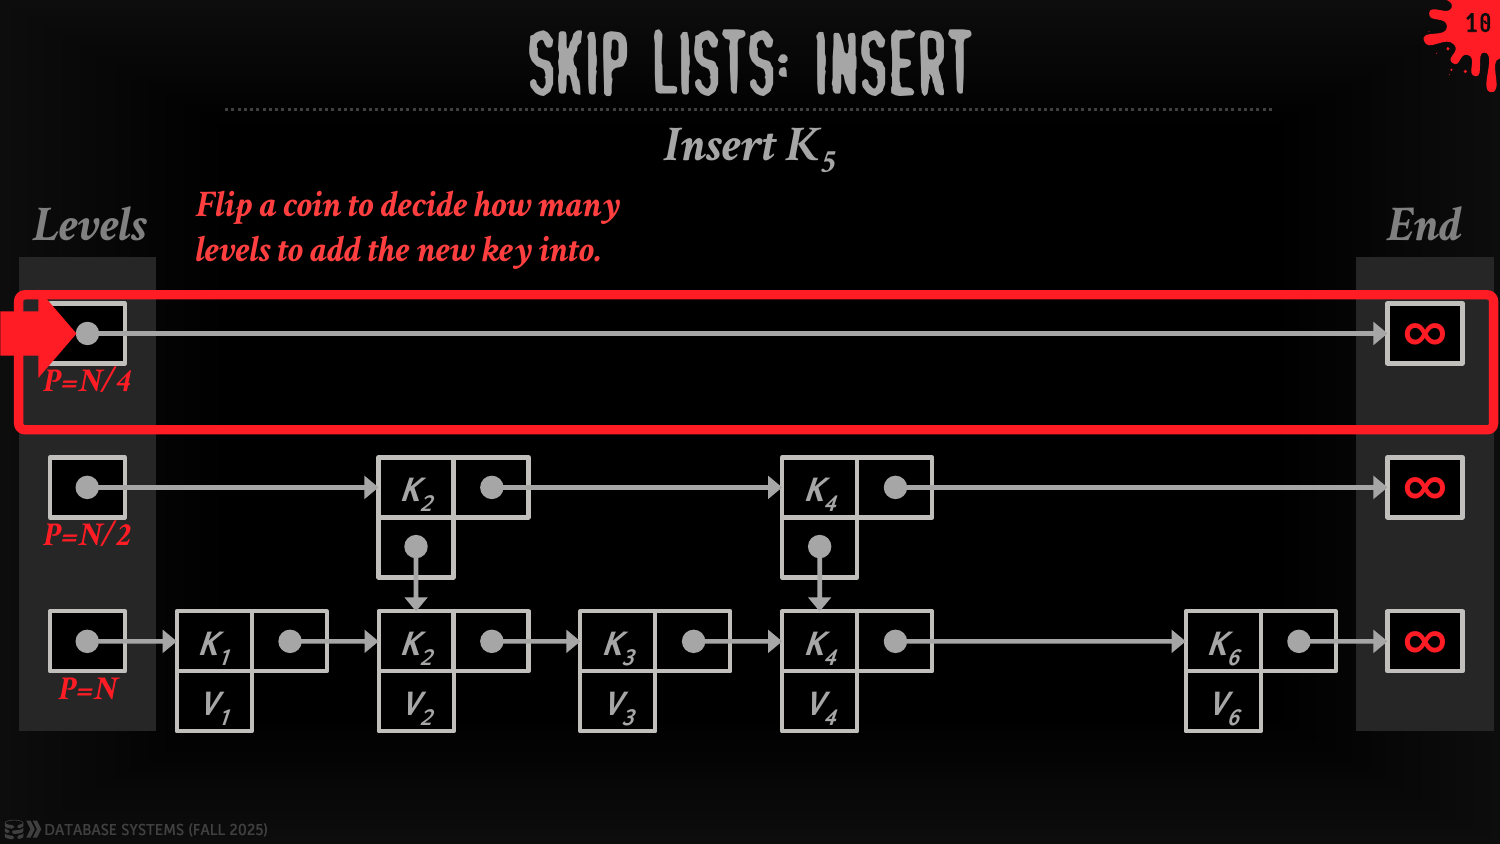 10
SKIP LISTS: INSERT
Insert K₅
Flip a coin to decide how many
levels to add the new key into.
Levels
End
∞
P=N/4
K₂ K₄ ∞
P=N/2
K₁ K₂ K₃ K₄ K₆ ∞
P=N
V₁ V₂ V₃ V₄ V₆
DATABASE SYSTEMS (FALL 2025)